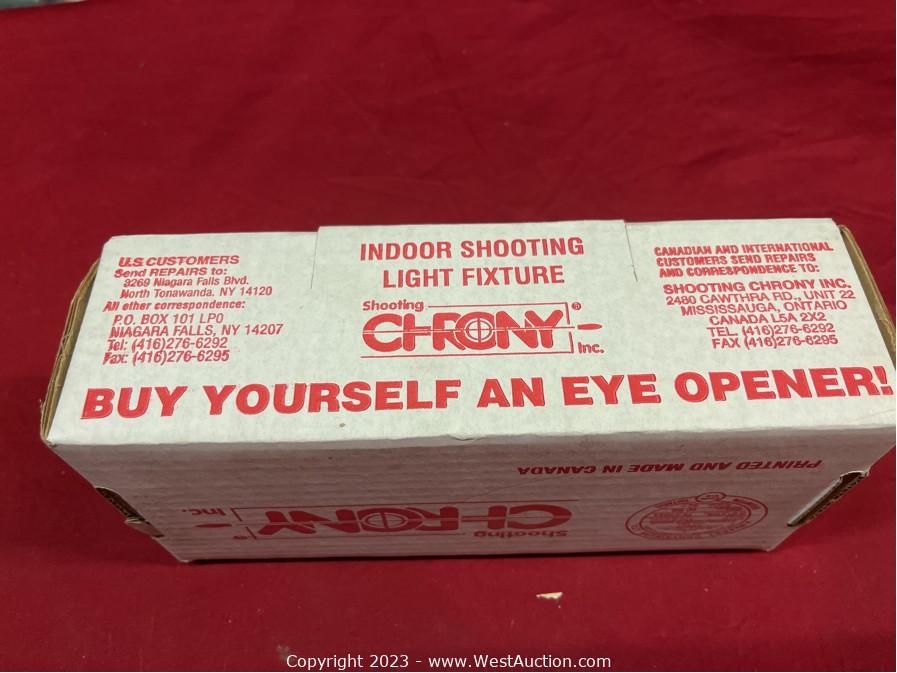 U.S. CUSTOMERS
Send REPAIRS to:
3269 Niagara Falls Blvd.
North Tonawanda, NY 14120
All other correspondence:
P.O. BOX 101 LPO
NIAGARA FALLS, NY 14207
Tel: (416)276-6292
Fax: (416)276-6295
INDOOR SHOOTING
LIGHT FIXTURE
Shooting
CHRONY ®
Inc.
CANADIAN AND INTERNATIONAL
CUSTOMERS SEND REPAIRS
AND CORRESPONDENCE TO:
SHOOTING CHRONY INC.
2480 CAWTHRA RD., UNIT 22
MISSISSAUGA, ONTARIO
CANADA L5A 2X2
TEL (416)276-6292
FAX (416)276-6295
BUY YOURSELF AN EYE OPENER!
PRINTED AND MADE IN CANADA
Shooting
CHRONY ®
Inc.
Copyright 2023 - www.WestAuction.com